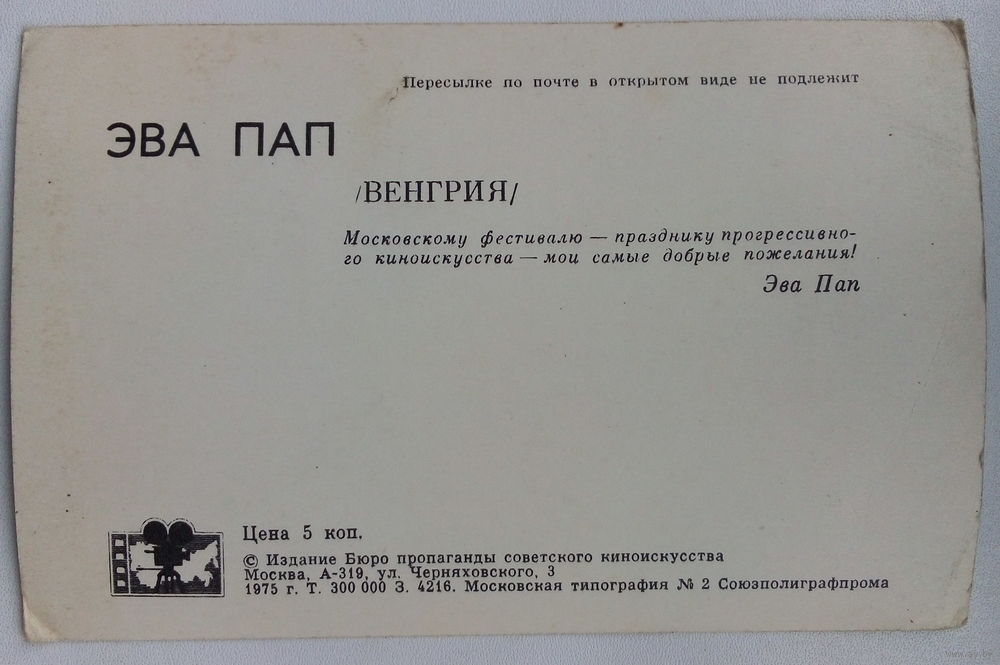 Пересылке по почте в открытом виде не подлежит
ЭВА ПАП
/ВЕНГРИЯ/
Московскому фестивалю — празднику прогрессивно-
го киноискусства — мои самые добрые пожелания!
Эва Пап
Цена 5 коп.
© Издание Бюро пропаганды советского киноискусства
Москва, А-319, ул. Черняховского, 3
1975 г. Т. 300 000 З. 4216. Московская типография № 2 Союзполиграфпрома